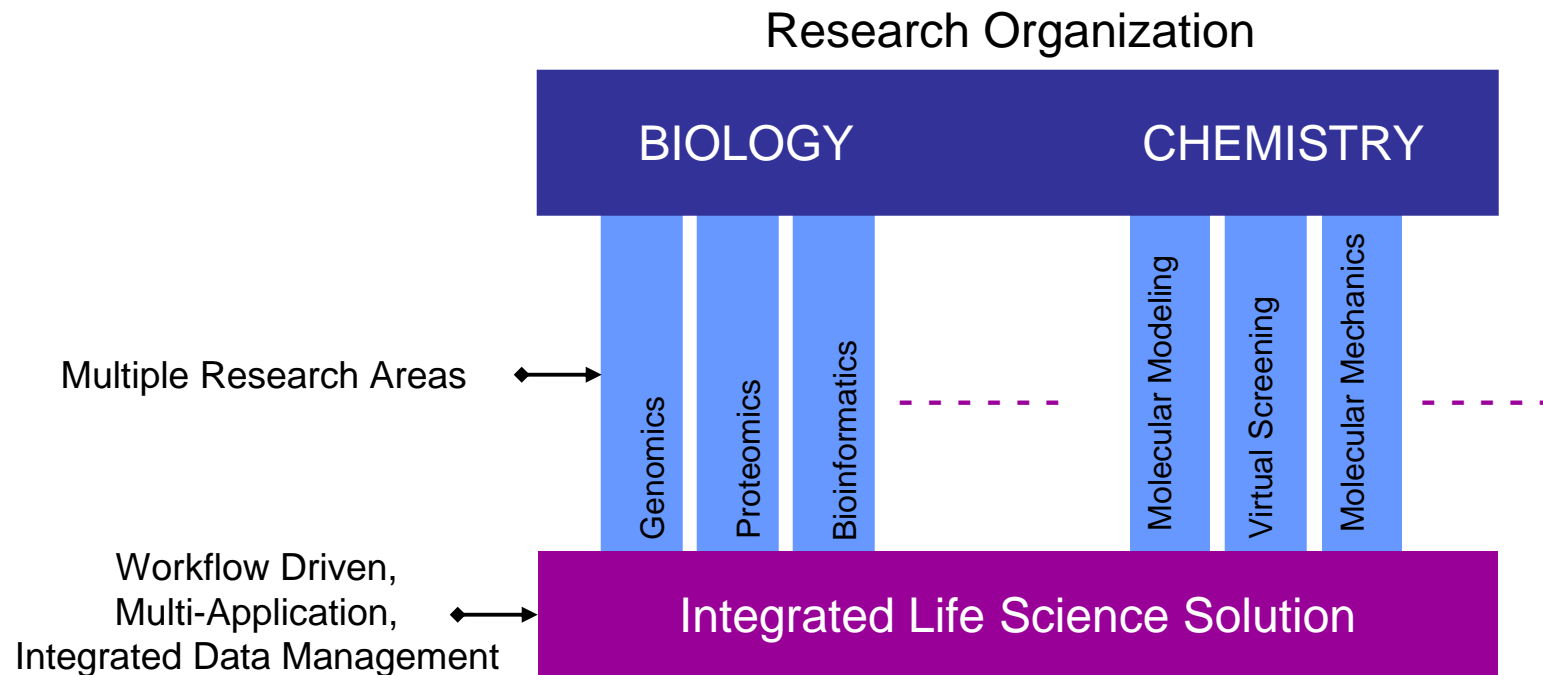 Research Organization
BIOLOGY
CHEMISTRY
Multiple Research Areas
Genomics
Proteomics
Bioinformatics
Molecular Modeling
Virtual Screening
Molecular Mechanics
Workflow Driven,
Multi-Application,
Integrated Data Management
Integrated Life Science Solution